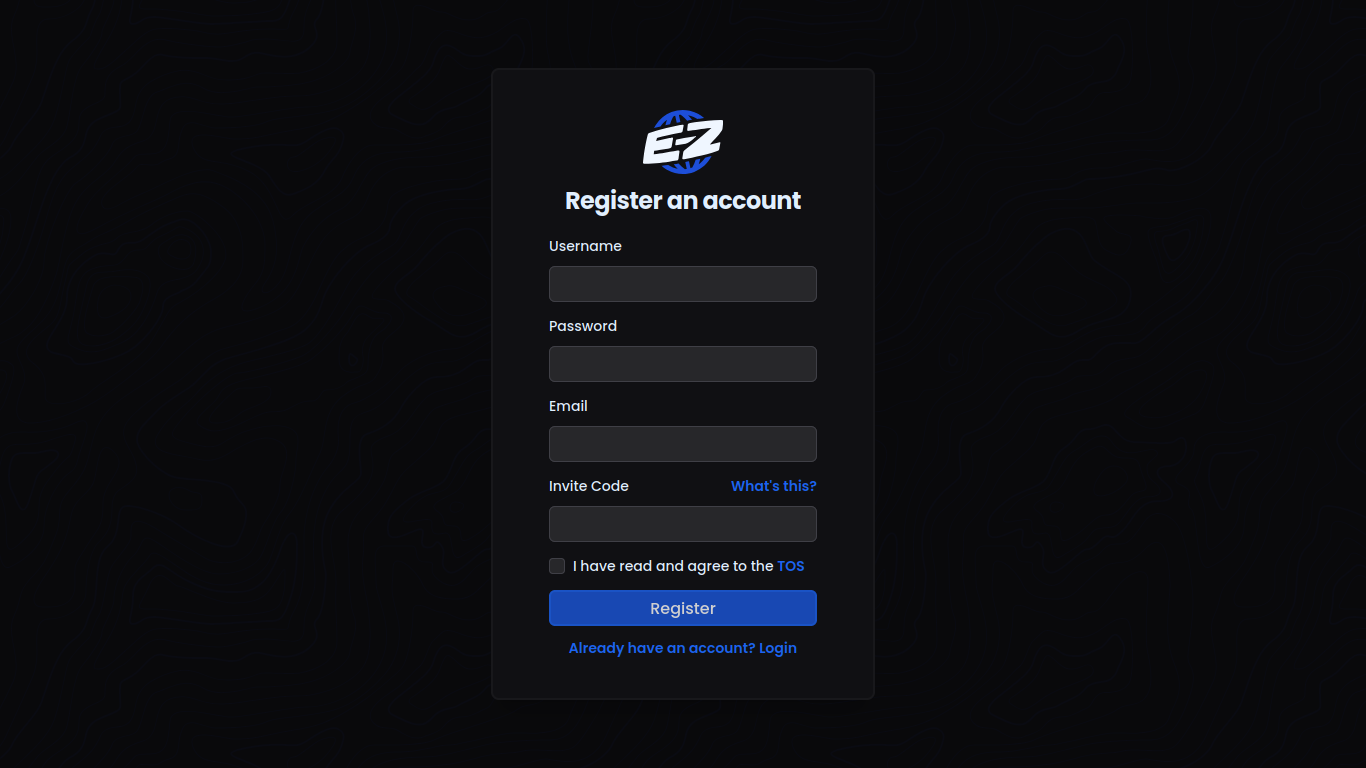 E-Z
Register an account
Username
Password
Email
Invite Code What's this?
I have read and agree to the TOS
Register
Already have an account? Login